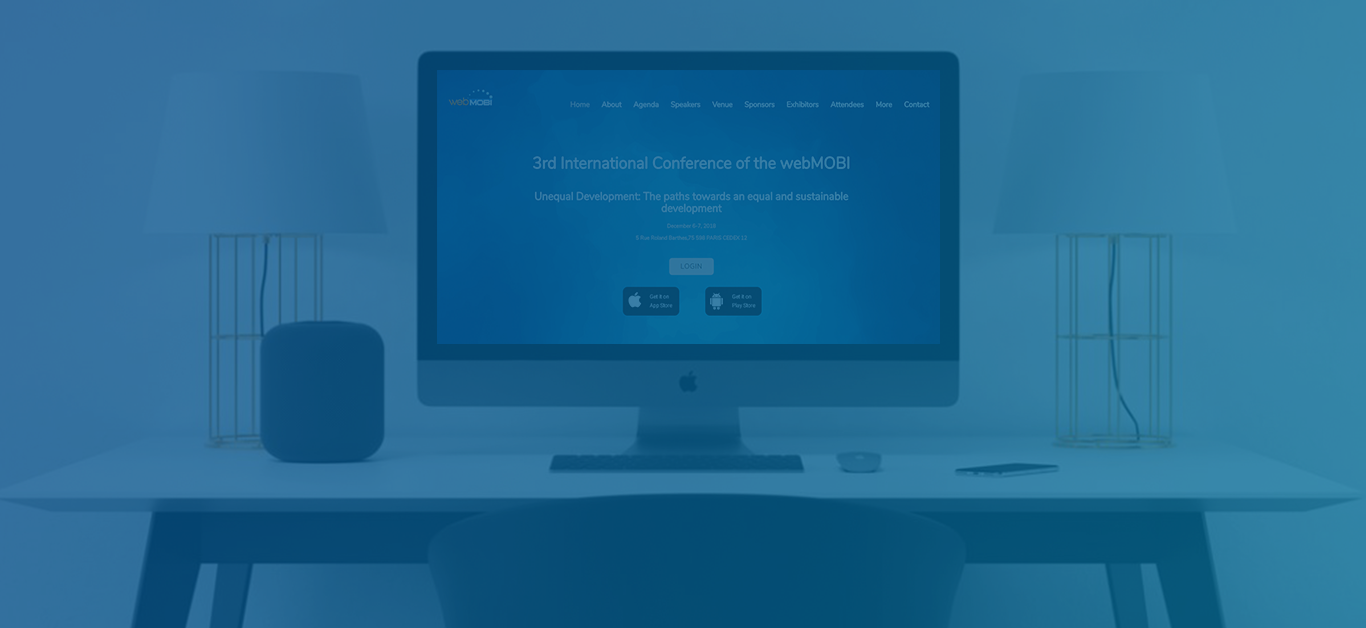 webMOBI
Home About Agenda Speakers Venue Sponsors Exhibitors Attendees More Contact
3rd International Conference of the webMOBI
Unequal Development: The paths towards an equal and sustainable
development
December 6-7, 2018
LOGIN
Get it on
App Store
Get it on
Play Store